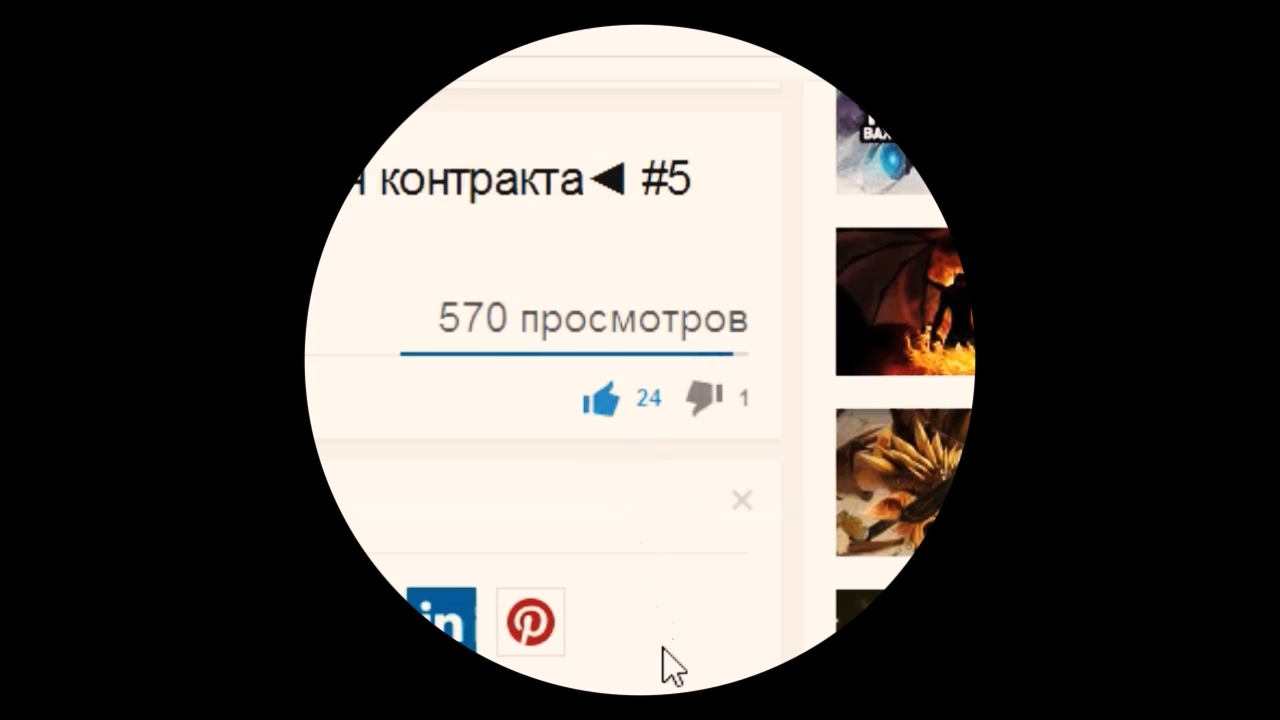 контракта◄ #5
570 просмотров
24 1
in